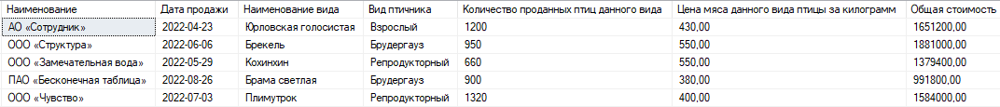 Наименование Дата продажи Наименование вида Вид птичника Количество проданных птиц данного вида Цена мяса данного вида птицы за килограмм Общая стоимость
АО «Сотрудник» 2022-04-23 Юрловская голосистая Взрослый 1200 430,00 1651200,00
ООО «Структура» 2022-06-06 Брекель Брудергауз 950 550,00 1881000,00
ООО «Замечательная вода» 2022-05-29 Кохинхин Репродукторный 660 550,00 1379400,00
ПАО «Бесконечная таблица» 2022-08-26 Брама светлая Брудергауз 900 380,00 991800,00
ООО «Чувство» 2022-07-03 Плимутрок Репродукторный 1320 400,00 1584000,00